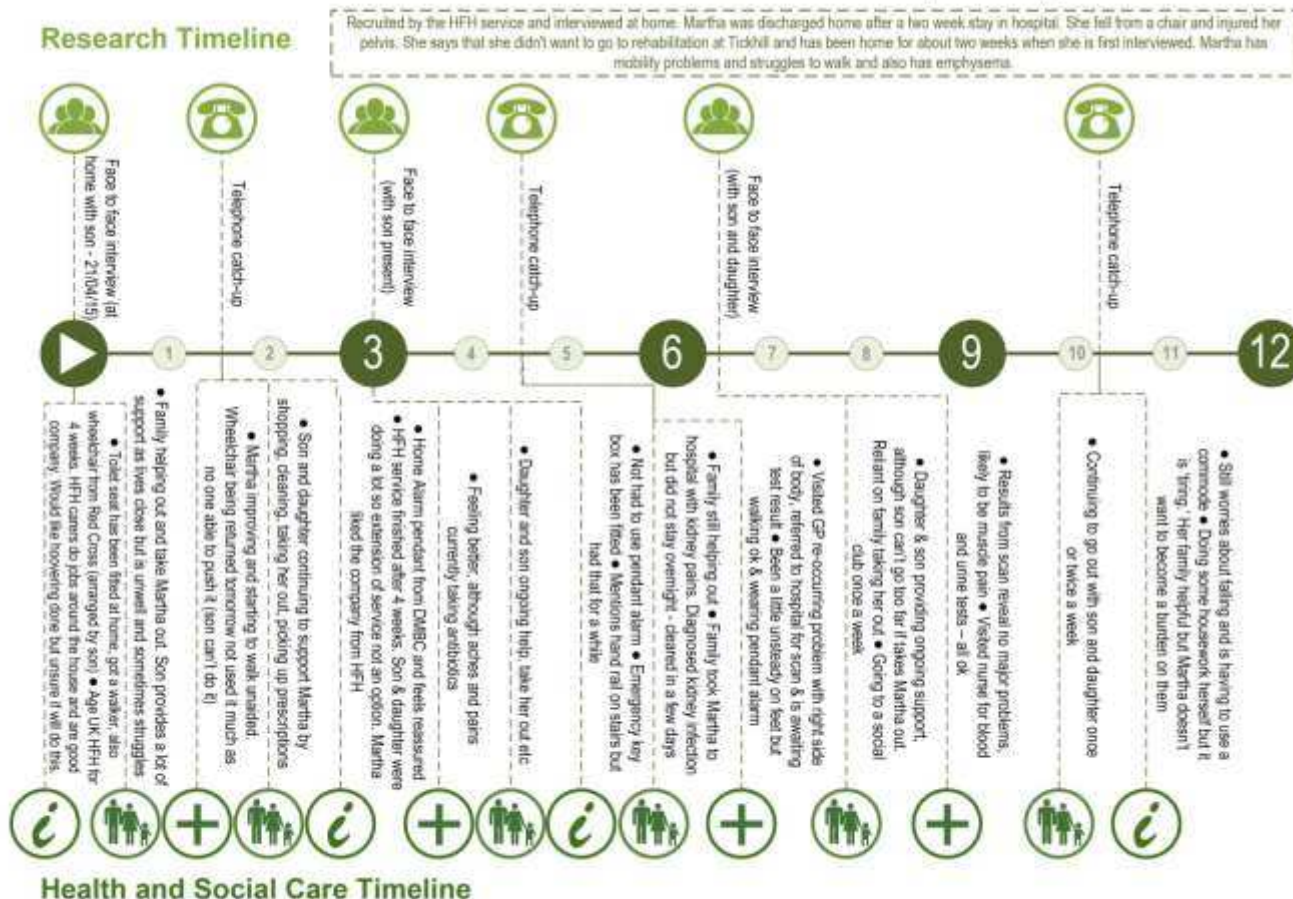 Research Timeline
Recruited by the HFH service and interviewed at home. Martha was discharged home after a two week stay in hospital. She fell from a chair and injured her
pelvis. She says that she didn't want to go to rehabilitation at Tickhill and has been home for about two weeks when she is first interviewed. Martha has
mobility problems and struggles to walk and also has emphysema.
Face to face interview (at
home with son - 21/04/15)
Telephone catch-up
Face to face interview
(with son present)
Telephone catch-up
Face to face interview
(with son and daughter)
Telephone catch-up
1
2
3
4
5
6
7
8
9
10
11
12
● Family helping out and take Martha out. Son provides a lot of
support as lives close but is unwell and sometimes struggles
● Toilet seat has been fitted at home, got a walker, also
wheelchair from Red Cross (arranged by son) ● Age UK HFH for
4 weeks. HFH carers do jobs around the house and are good
company. Would like hoovering done but unsure if will do this.
● Son and daughter continuing to support Martha by
shopping, cleaning, taking her out, picking up prescriptions
● Martha improving and starting to walk unaided.
Wheelchair being returned tomorrow not used it much as
no one able to push it (son can't do it)
● Home Alarm pendant from DMBC and feels reassured
● HFH service finished after 4 weeks. Son & daughter were
doing a lot so extension of service not an option. Martha
liked the company from HFH
● Feeling better, although aches and pains
currently taking antibiotics
● Daughter and son ongoing help, take her out etc
● Not had to use pendant alarm ● Emergency key
box has been fitted ● Mentions hand rail on stairs but
had that for a while
● Family still helping out ● Family took Martha to
hospital with kidney pains. Diagnosed kidney infection
but did not stay overnight - cleared in a few days
● Visited GP re-occurring problem with right side
of body, referred to hospital for scan & is awaiting
test result ● Been a little unsteady on feet but
walking ok & wearing pendant alarm
● Daughter & son providing ongoing support,
although son can't go too far if it takes Martha out.
Reliant on family taking her out ● Going to a social
club once a week
● Results from scan reveal no major problems,
likely to be muscle pain ● Visited nurse for blood
and urine tests – all ok
● Continuing to go out with son and daughter once
or twice a week
● Still worries about falling and is having to use a
commode ● Doing some housework herself but it
is 'tiring.' Her family helpful but Martha doesn't
want to become a burden on them
i
i
i
i
Health and Social Care Timeline